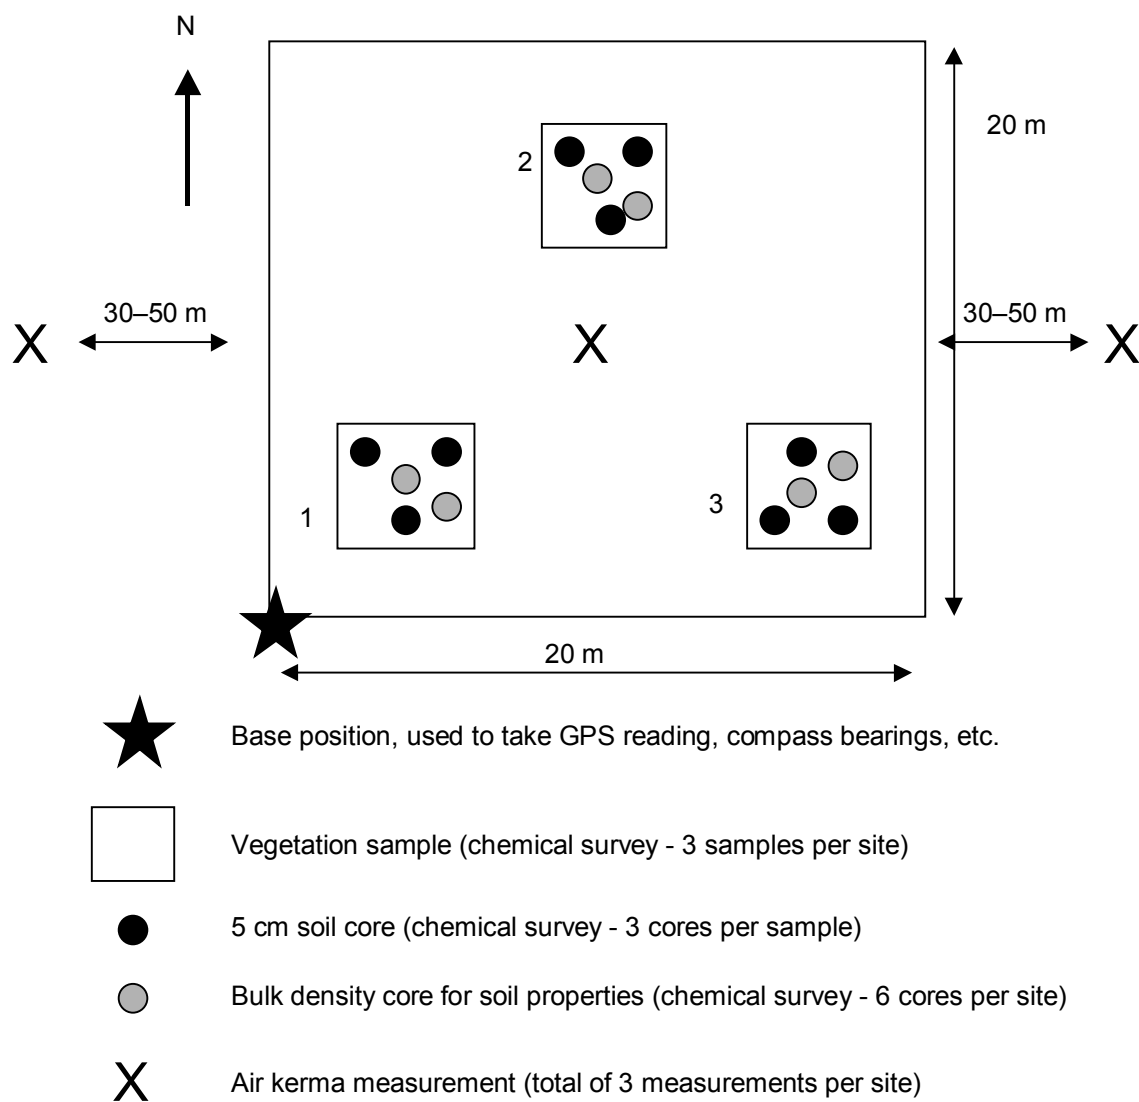 N
20 m
2
30–50 m
30–50 m
X
X
X
1
3
20 m
Base position, used to take GPS reading, compass bearings, etc.
Vegetation sample (chemical survey - 3 samples per site)
5 cm soil core (chemical survey - 3 cores per sample)
Bulk density core for soil properties (chemical survey - 6 cores per site)
X
Air kerma measurement (total of 3 measurements per site)